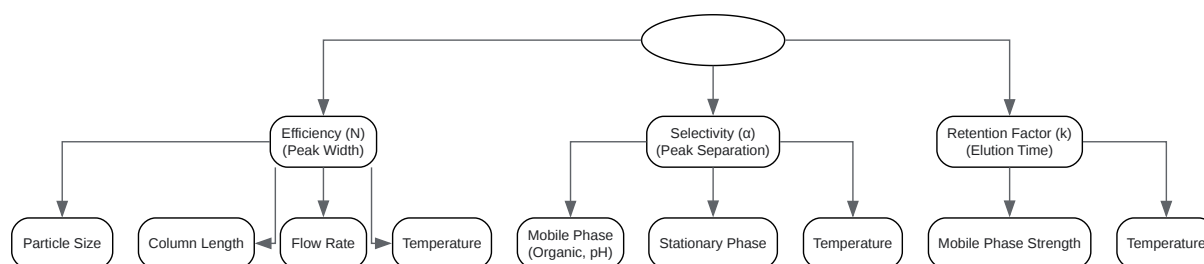 Efficiency (N)
(Peak Width)
Selectivity (α)
(Peak Separation)
Retention Factor (k)
(Elution Time)
Particle Size
Column Length
Flow Rate
Temperature
Mobile Phase
(Organic, pH)
Stationary Phase
Temperature
Mobile Phase Strength
Temperature